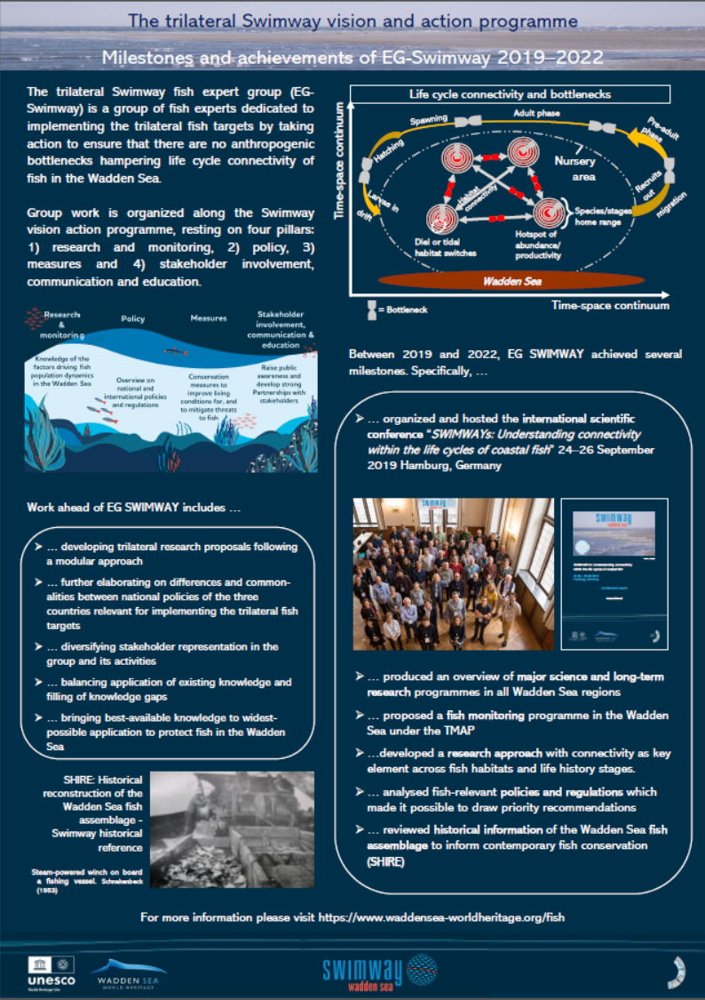 The trilateral Swimway vision and action programme
Milestones and achievements of EG-Swimway 2019–2022
The trilateral Swimway fish expert group (EG-
Swimway) is a group of fish experts dedicated to
implementing the trilateral fish targets by taking
action to ensure that there are no anthropogenic
bottlenecks hampering life cycle connectivity of
fish in the Wadden Sea.
Group work is organized along the Swimway
vision action programme, resting on four pillars:
1) research and monitoring, 2) policy, 3)
measures and 4) stakeholder involvement,
communication and education.
Research
&
monitoring
Knowledge of the
factors driving fish
population dynamics
in the Wadden Sea
Policy
Overview on
national and
international policies
and regulations
Measures
Conservation
measures to
improve living
conditions for, and
to mitigate threats
to fish
Stakeholder
involvement,
communication &
education
Raise public
awareness and
develop strong
Partnerships with
stakeholders
Work ahead of EG SWIMWAY includes …
➢ … developing trilateral research proposals following
a modular approach
➢ … further elaborating on differences and common-
alities between national policies of the three
countries relevant for implementing the trilateral fish
targets
➢ … diversifying stakeholder representation in the
group and its activities
➢ … balancing application of existing knowledge and
filling of knowledge gaps
➢ … bringing best-available knowledge to widest-
possible application to protect fish in the Wadden
Sea
SHIRE: Historical
reconstruction of the
Wadden Sea fish
assemblage -
Swimway historical
reference
Steam-powered winch on board
a fishing vessel. Schnakenbeck
(1953)
Life cycle connectivity and bottlenecks
Time-space continuum
Spawning
Adult phase
Pre-adult
phase
Hatching
Nursery
area
Habitat
connectivity
Larvae in
drift
Recruits
out
migration
Species/stages
home range
Diel or tidal
habitat switches
Hotspot of
abundance/
productivity
Wadden Sea
Time-space continuum
= Bottleneck
Between 2019 and 2022, EG SWIMWAY achieved several
milestones. Specifically, …
➢ … organized and hosted the international scientific
conference "SWIMWAYs: Understanding connectivity
within the life cycles of coastal fish" 24–26 September
2019 Hamburg, Germany
swimway
swimway
➢ … produced an overview of major science and long-term
research programmes in all Wadden Sea regions
➢ … proposed a fish monitoring programme in the Wadden
Sea under the TMAP
➢ …developed a research approach with connectivity as key
element across fish habitats and life history stages.
➢ … analysed fish-relevant policies and regulations which
made it possible to draw priority recommendations
➢ … reviewed historical information of the Wadden Sea fish
assemblage to inform contemporary fish conservation
(SHIRE)
For more information please visit https://www.waddensea-worldheritage.org/fish
unesco
World Heritage Site
WADDEN SEA
WORLD HERITAGE
swimway
wadden sea